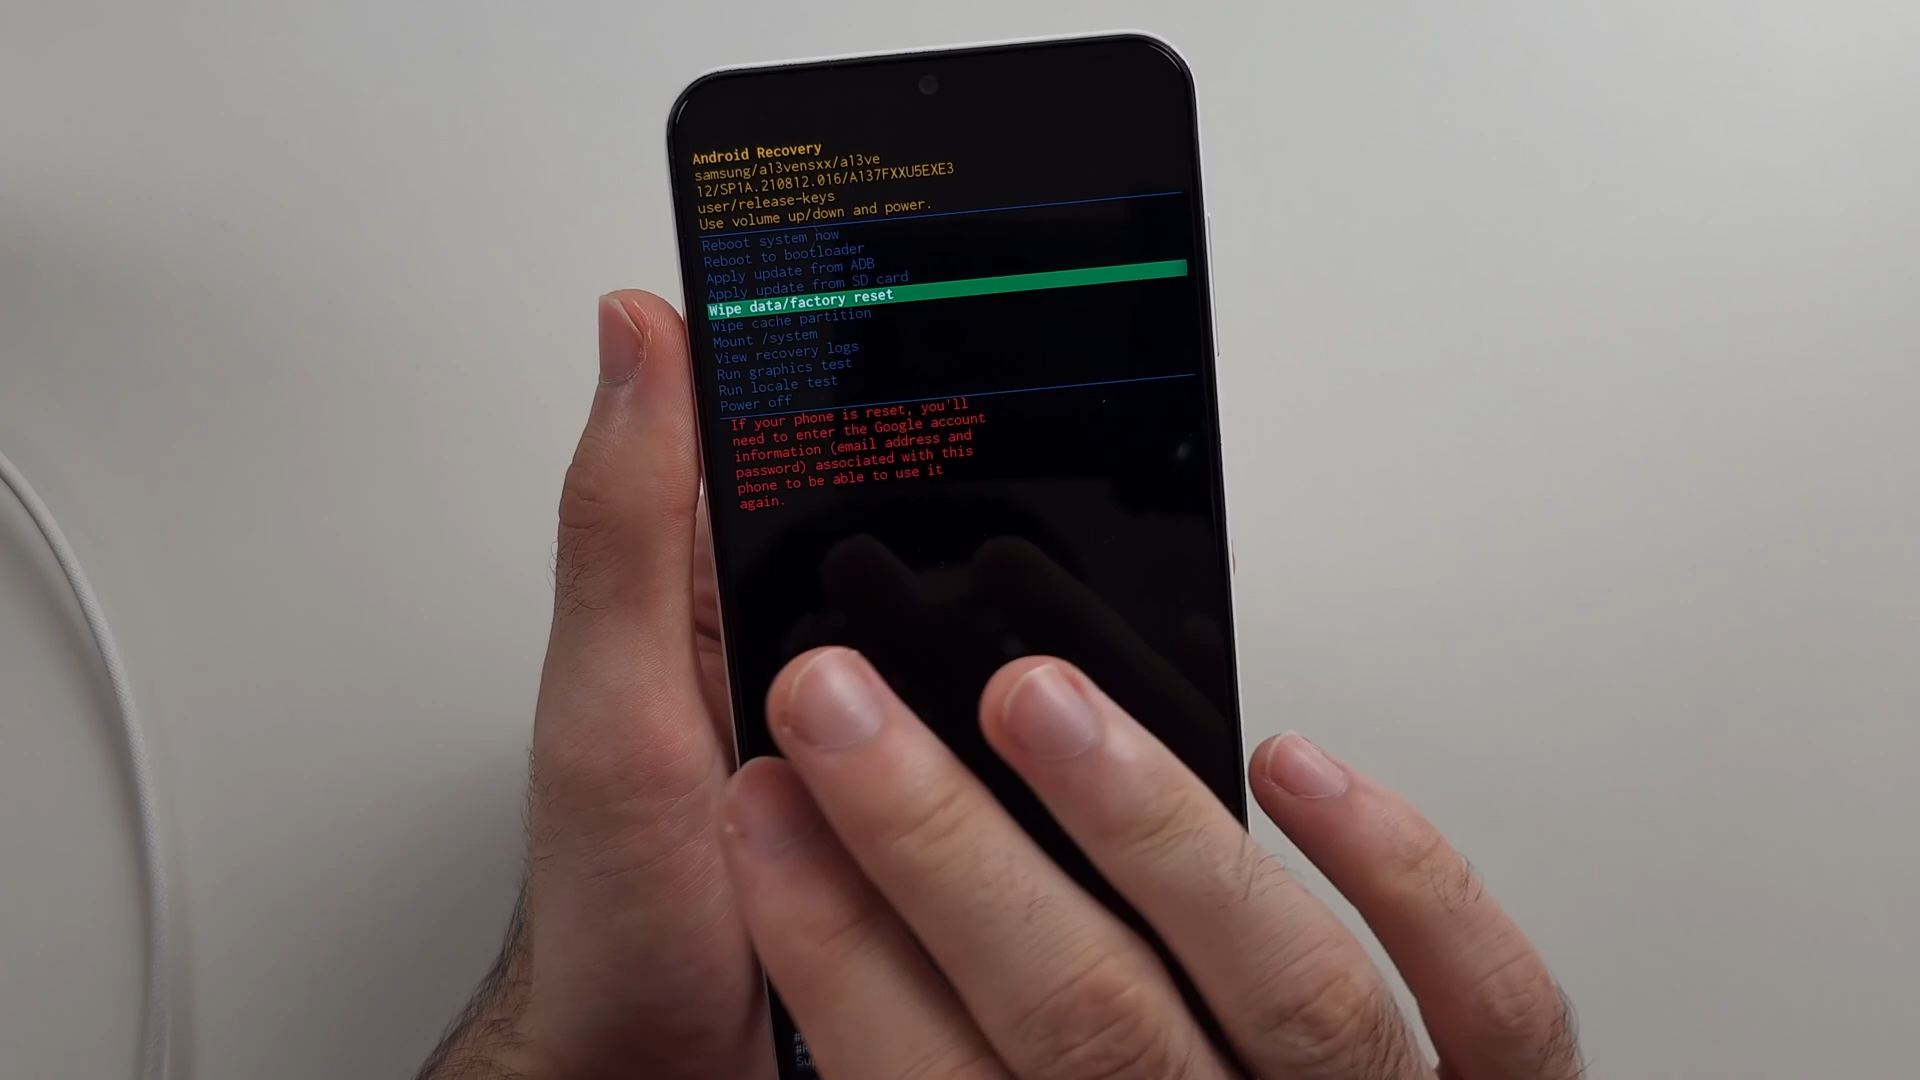 Android Recovery
samsung/a13vensxx/a13ve
12/SP1A.210812.016/A137FXXU5EXE3
user/release-keys
Use volume up/down and power.
Reboot system now
Reboot to bootloader
Apply update from ADB
Apply update from SD card
Wipe data/factory reset
Wipe cache partition
Mount /system
View recovery logs
Run graphics test
Run locale test
Power off
If your phone is reset, you'll
need to enter the Google account
information (email address and
password) associated with this
phone to be able to use it
again.